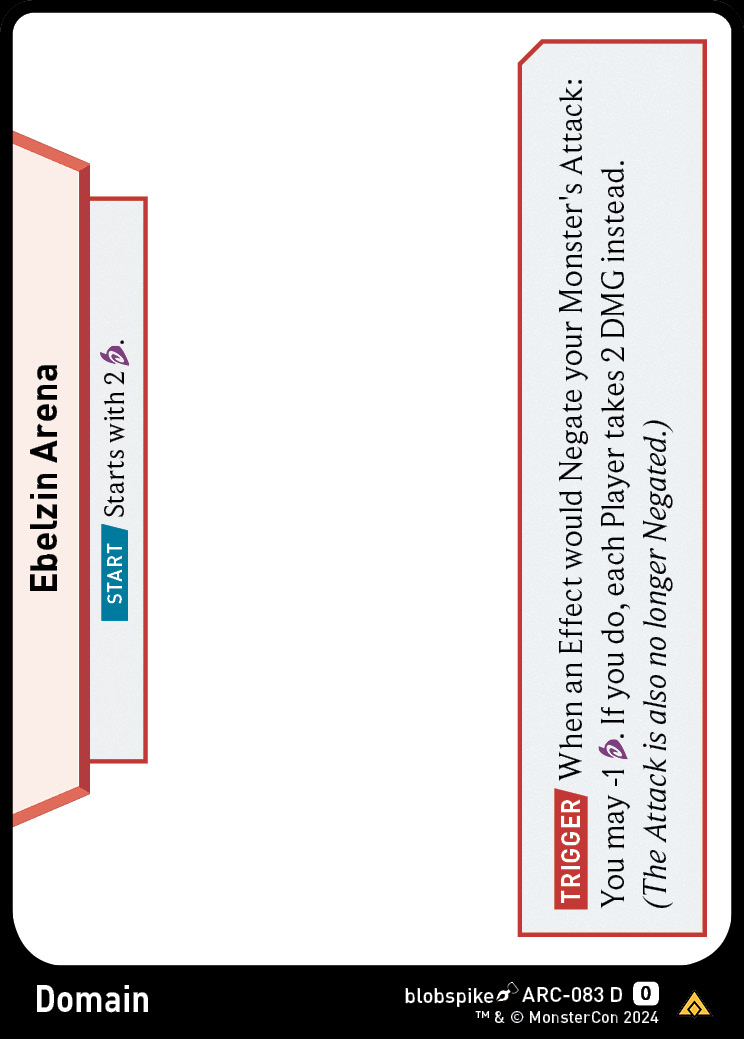 Ebelzin Arena
START Starts with 2 .
TRIGGER When an Effect would Negate your Monster's Attack:
You may -1 . If you do, each Player takes 2 DMG instead.
(The Attack is also no longer Negated.)
Domain
blobspike ARC-083 D 0
™ & © MonsterCon 2024